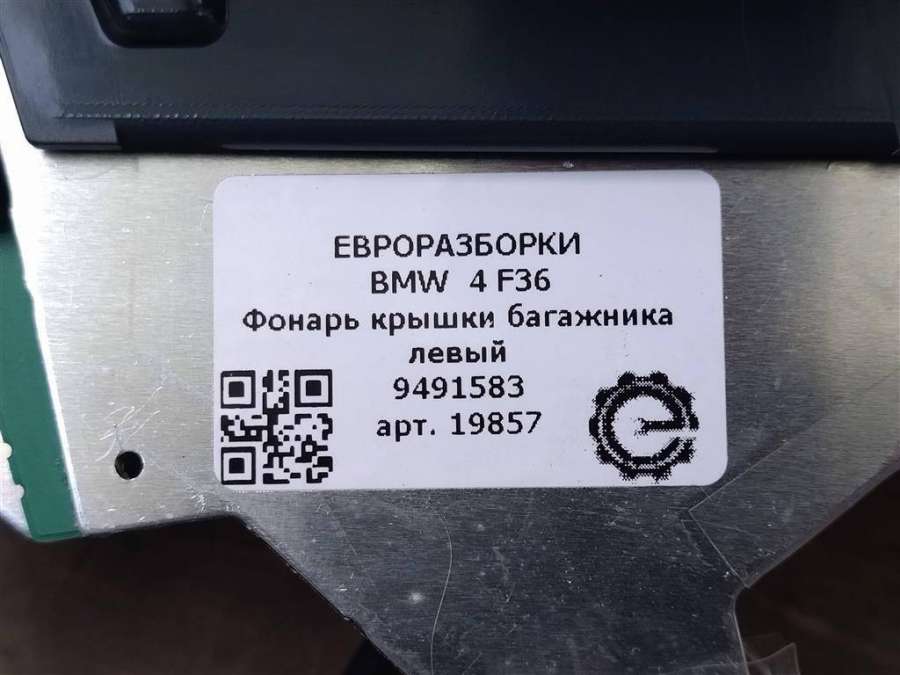 ЕВРОРАЗБОРКИ
BMW 4 F36
Фонарь крышки багажника
левый
9491583
арт. 19857